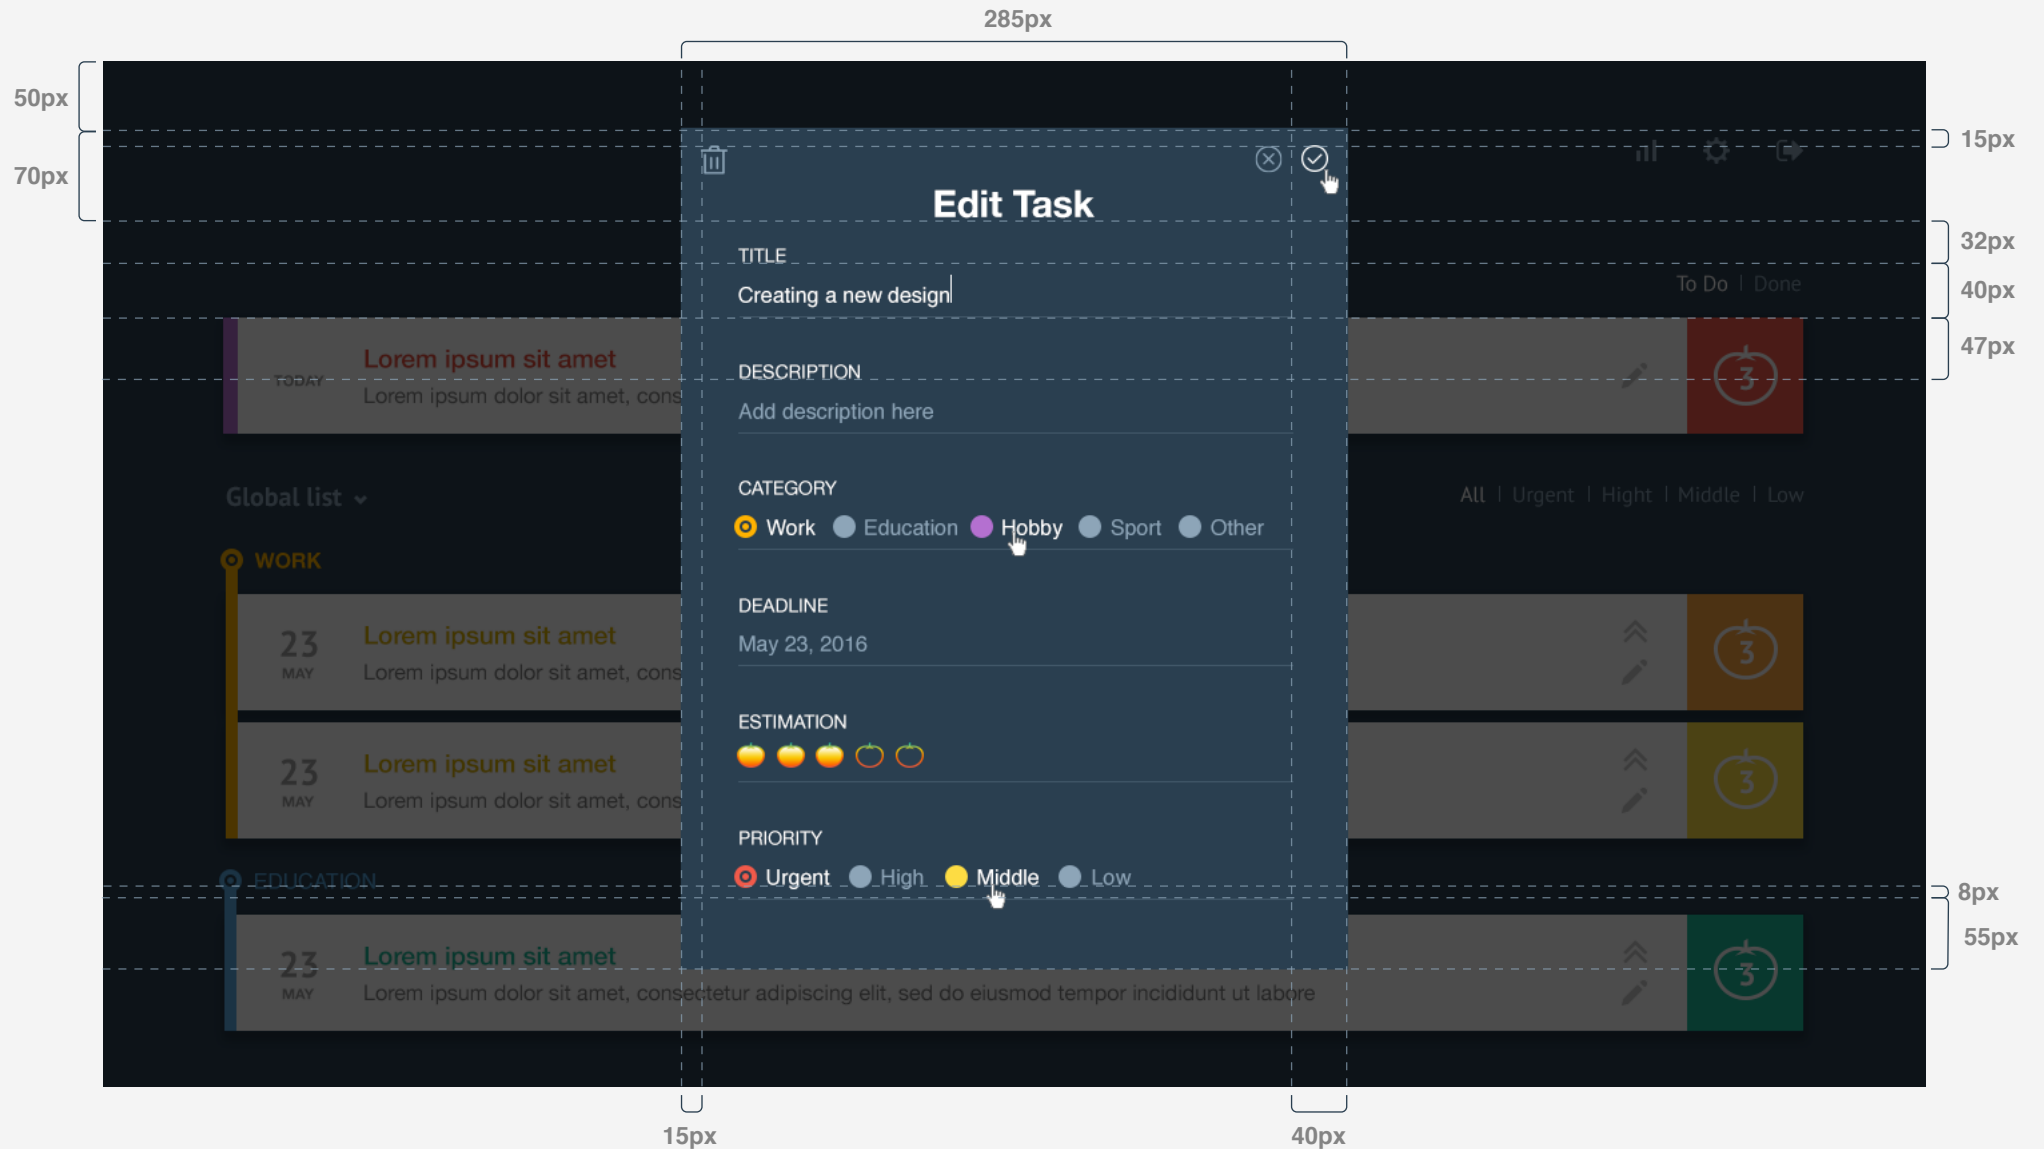 285px
50px
15px
70px
Edit Task
32px
TITLE
To Do | Done
40px
Creating a new design
47px
Lorem ipsum sit amet
DESCRIPTION
TODAY
3
Lorem ipsum dolor sit amet, cons
Add description here
CATEGORY
Global list
All | Urgent | Hight | Middle | Low
Work Education Hobby Sport Other
WORK
DEADLINE
23
Lorem ipsum sit amet
May 23, 2016
3
MAY
Lorem ipsum dolor sit amet, cons
ESTIMATION
23
Lorem ipsum sit amet
3
MAY
Lorem ipsum dolor sit amet, cons
PRIORITY
EDUCATION
Urgent High Middle Low
8px
55px
23
Lorem ipsum sit amet
3
MAY
Lorem ipsum dolor sit amet, consectetur adipiscing elit, sed do eiusmod tempor incididunt ut labore
15px
40px